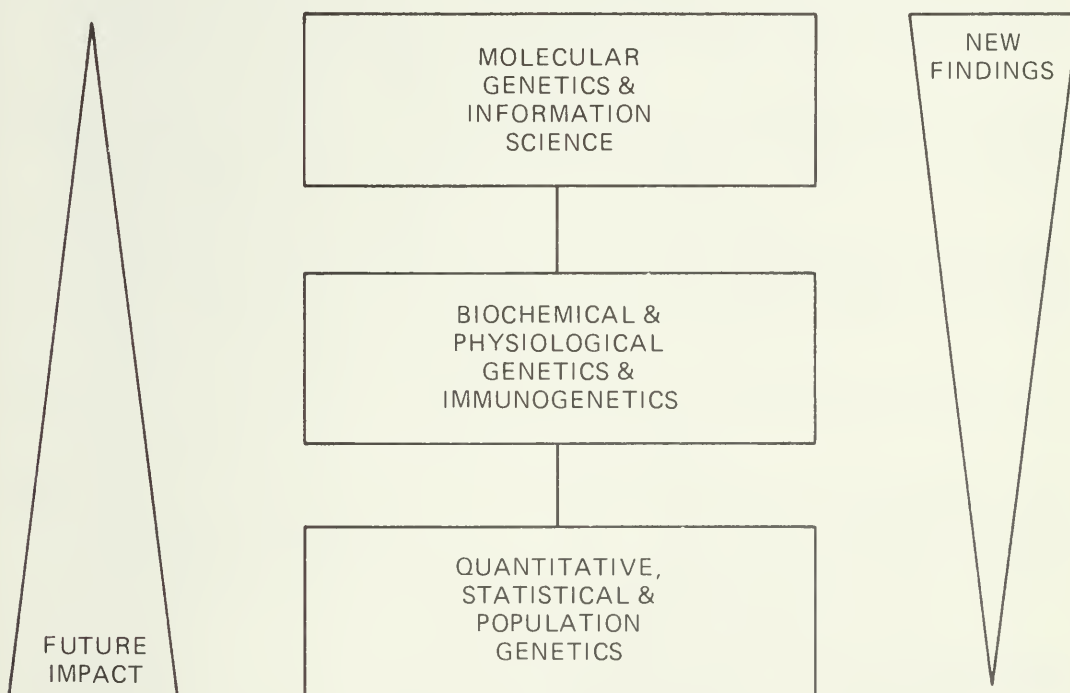 MOLECULAR
GENETICS &
INFORMATION
SCIENCE
NEW
FINDINGS
BIOCHEMICAL &
PHYSIOLOGICAL
GENETICS &
IMMUNOGENETICS
QUANTITATIVE,
STATISTICAL &
POPULATION
GENETICS
FUTURE
IMPACT